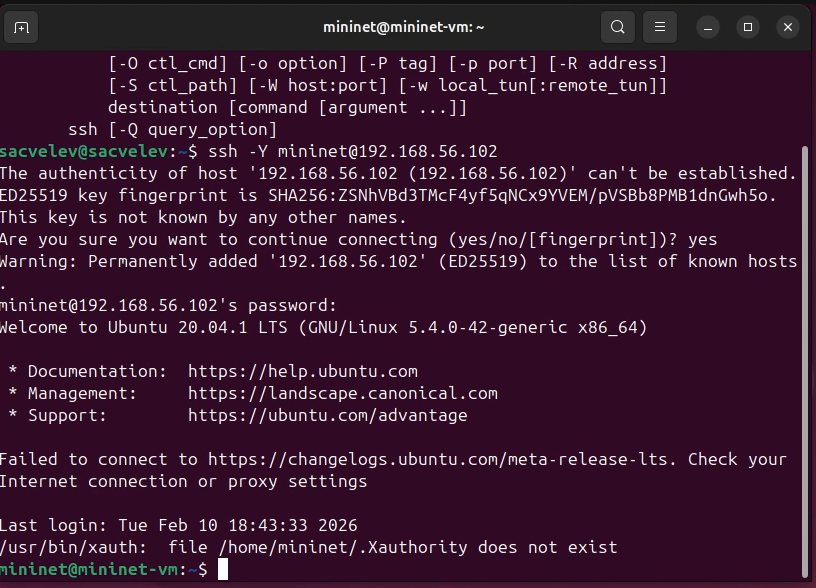 mininet@mininet-vm: ~
[-O ctl_cmd] [-o option] [-P tag] [-p port] [-R address]
[-S ctl_path] [-W host:port] [-w local_tun[:remote_tun]]
destination [command [argument ...]]
ssh [-Q query_option]
sacvelev@sacvelev:~$ ssh -Y mininet@192.168.56.102
The authenticity of host '192.168.56.102 (192.168.56.102)' can't be established.
ED25519 key fingerprint is SHA256:ZSNhVBd3TMcF4yf5qNCx9YVEM/pVSBb8PMB1dnGwh5o.
This key is not known by any other names.
Are you sure you want to continue connecting (yes/no/[fingerprint])? yes
Warning: Permanently added '192.168.56.102' (ED25519) to the list of known hosts
.
mininet@192.168.56.102's password:
Welcome to Ubuntu 20.04.1 LTS (GNU/Linux 5.4.0-42-generic x86_64)
* Documentation:  https://help.ubuntu.com
* Management:     https://landscape.canonical.com
* Support:        https://ubuntu.com/advantage
Failed to connect to https://changelogs.ubuntu.com/meta-release-lts. Check your
Internet connection or proxy settings
Last login: Tue Feb 10 18:43:33 2026
/usr/bin/xauth:  file /home/mininet/.Xauthority does not exist
mininet@mininet-vm:~$